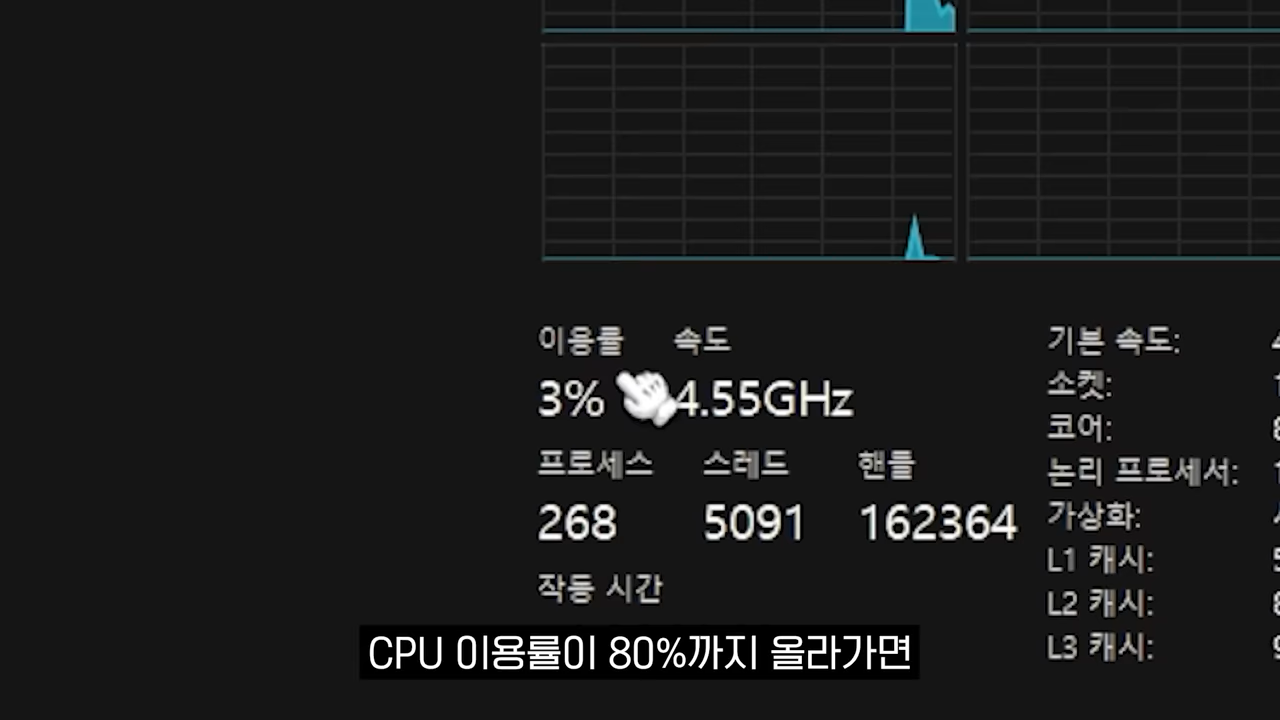 이용률 속도
3% 4.55GHz
프로세스 스레드 핸들
268 5091 162364
작동 시간
기본 속도:
소켓:
코어:
논리 프로세서:
가상화:
L1 캐시:
L2 캐시:
L3 캐시:
CPU 이용률이 80%까지 올라가면